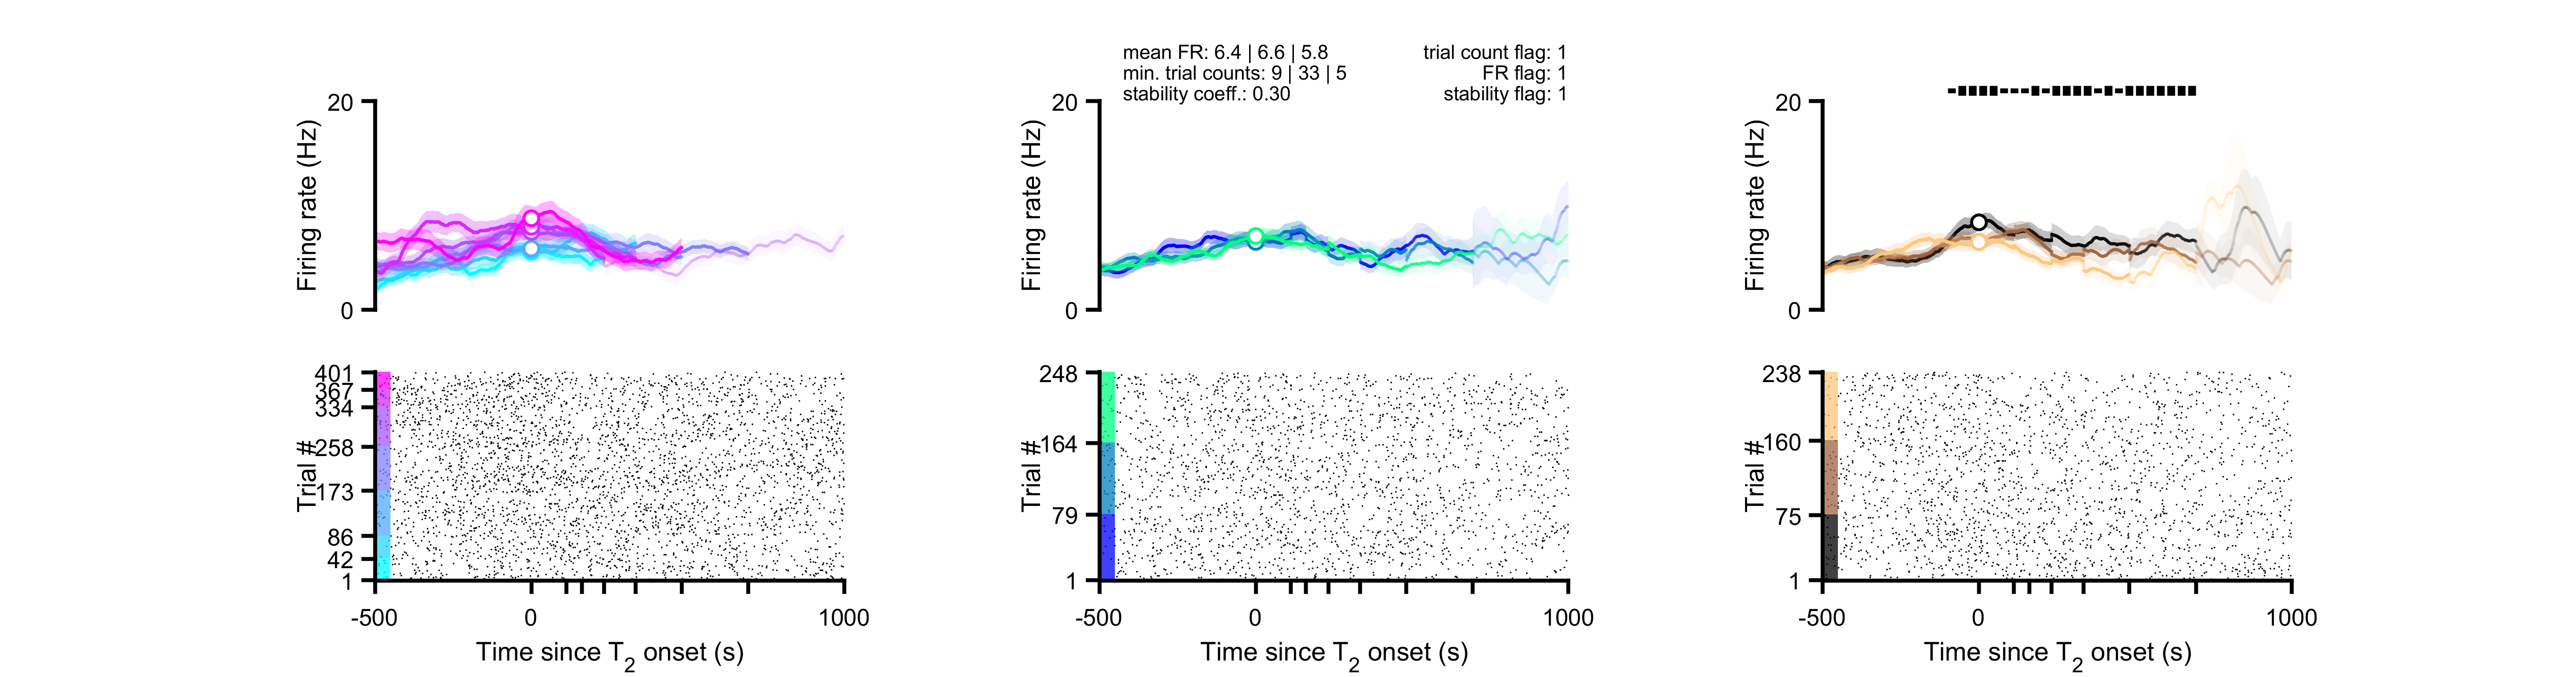 20
Firing rate (Hz)
0
401
367
334
258
173
86
42
1
Trial #
-500
0
1000
Time since T2 onset (s)
mean FR: 6.4 | 6.6 | 5.8
min. trial counts: 9 | 33 | 5
stability coeff.: 0.30
trial count flag: 1
FR flag: 1
stability flag: 1
20
Firing rate (Hz)
0
248
164
79
1
Trial #
-500
0
1000
Time since T2 onset (s)
20
Firing rate (Hz)
0
238
160
75
1
Trial #
-500
0
1000
Time since T2 onset (s)